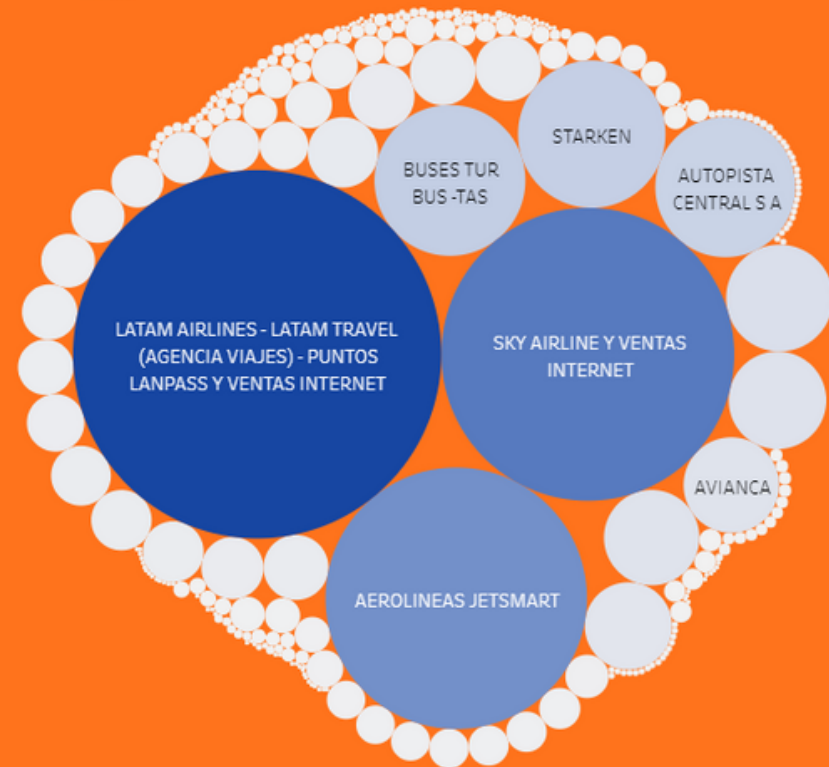 STARKEN
BUSES TUR
BUS -TAS
AUTOPISTA
CENTRAL S A
LATAM AIRLINES - LATAM TRAVEL
(AGENCIA VIAJES) - PUNTOS
LANPASS Y VENTAS INTERNET
SKY AIRLINE Y VENTAS
INTERNET
AVIANCA
AEROLINEAS JETSMART